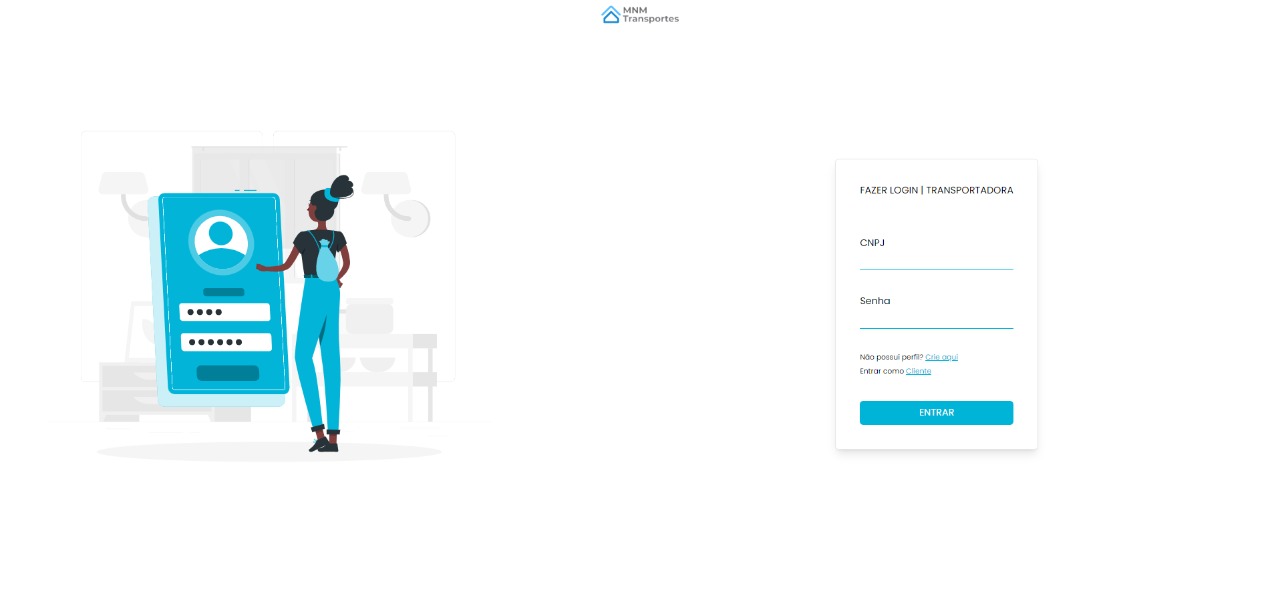 MNM
Transportes
FAZER LOGIN | TRANSPORTADORA
CNPJ
Senha
Não possui perfil? Crie aqui
Entrar como Cliente
ENTRAR